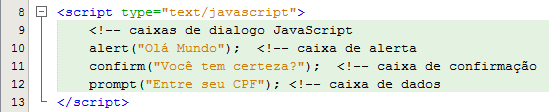 8 <script type="text/javascript">
9 <!-- caixas de dialogo JavaScript
10 alert("Olá Mundo"); <!-- caixa de alerta
11 confirm("Você tem certeza?"); <!-- caixa de confirmação
12 prompt("Entre seu CPF"); <!-- caixa de dados
13 </script>